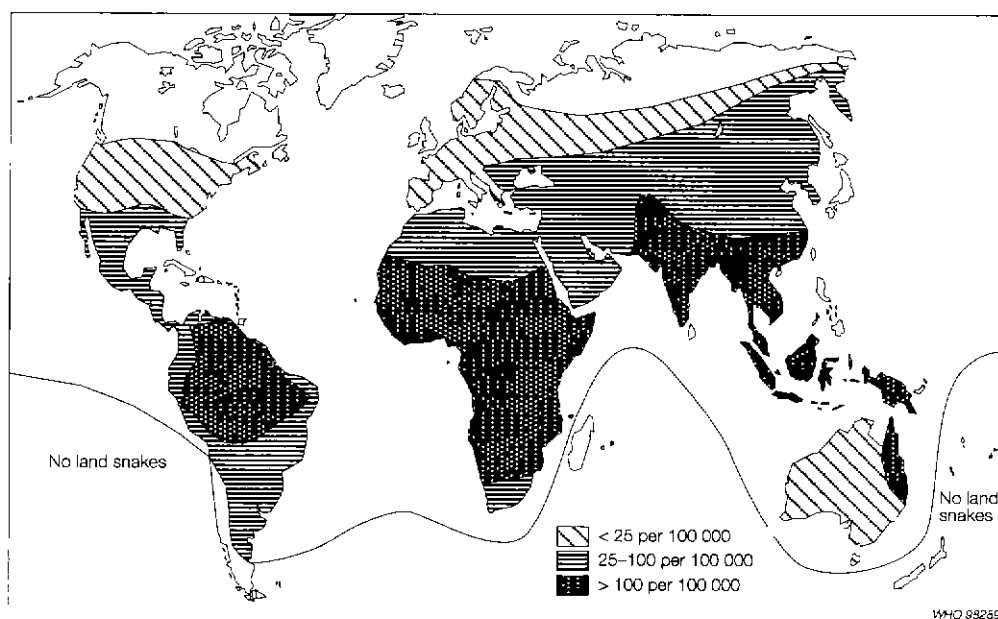 No land snakes
No land
snakes
< 25 per 100 000
25–100 per 100 000
> 100 per 100 000
WHO 98289